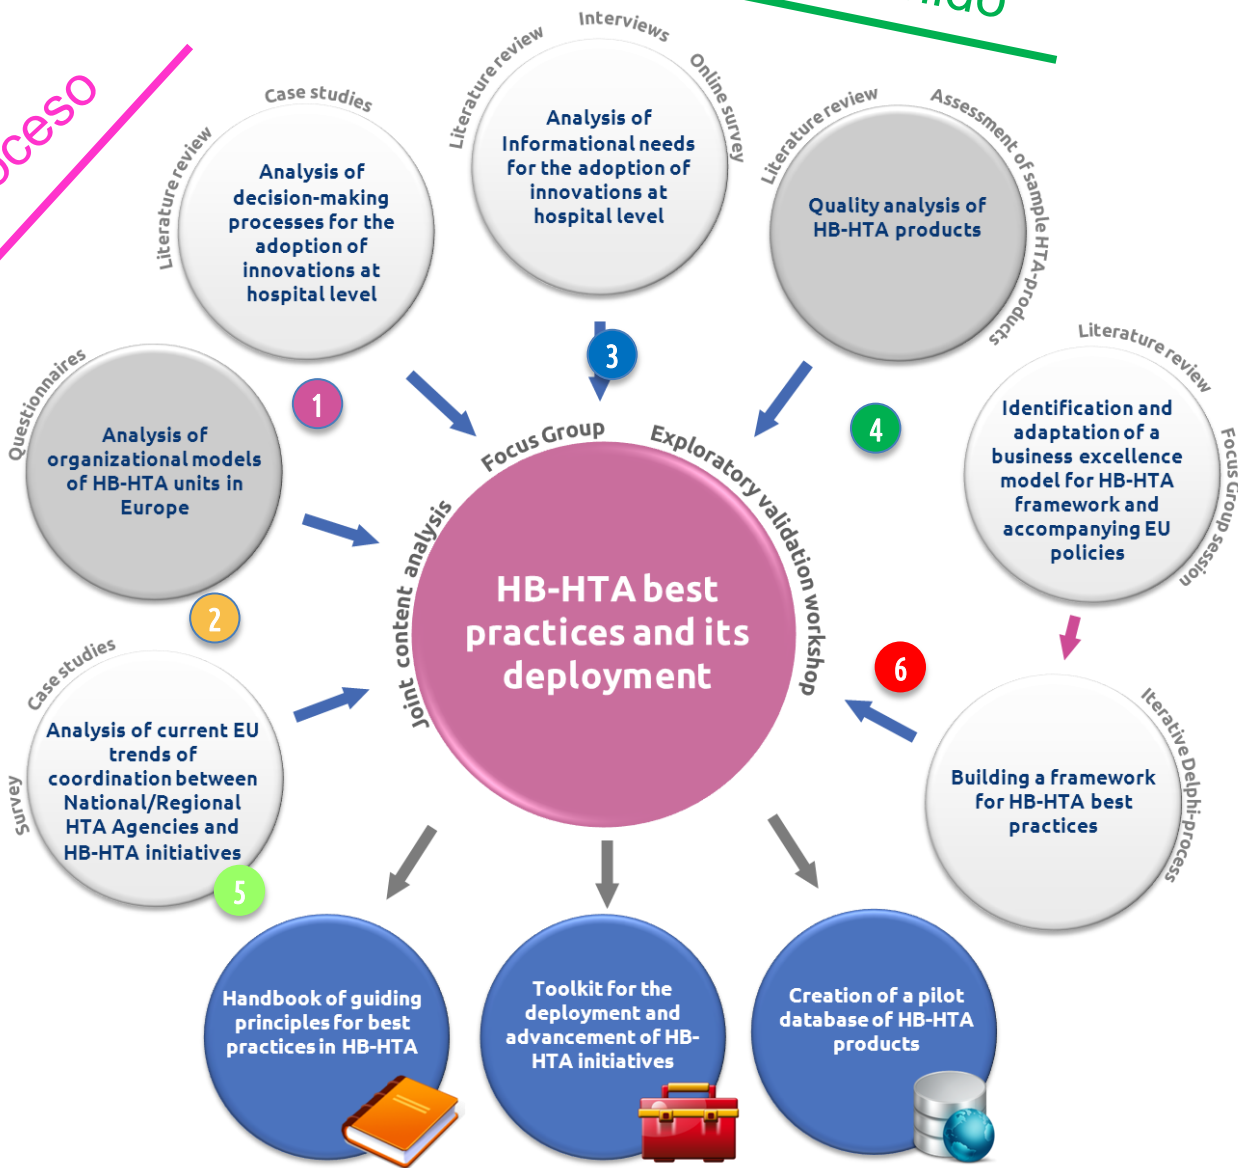 Interviews
Literature review
Online survey
Case studies
Literature review
Literature review
Assessment of sample HTA-products
Analysis of
Informational needs
for the adoption of
innovations at
hospital level
Analysis of
decision-making
processes for the
adoption of
innovations at
hospital level
Quality analysis of
HB-HTA products
3
1
4
Questionnaires
Analysis of
organizational models
of HB-HTA units in
Europe
2
Literature review
Focus Group session
Identification and
adaptation of a
business excellence
model for HB-HTA
framework and
accompanying EU
policies
Joint content analysis
Focus Group
Exploratory validation workshop
HB-HTA best
practices and its
deployment
6
Case studies
Survey
Analysis of current EU
trends of
coordination between
National/Regional
HTA Agencies and
HB-HTA initiatives
5
Iterative Delphi-process
Building a framework
for HB-HTA best
practices
Handbook of guiding
principles for best
practices in HB-HTA
Toolkit for the
deployment and
advancement of HB-
HTA initiatives
Creation of a pilot
database of HB-HTA
products